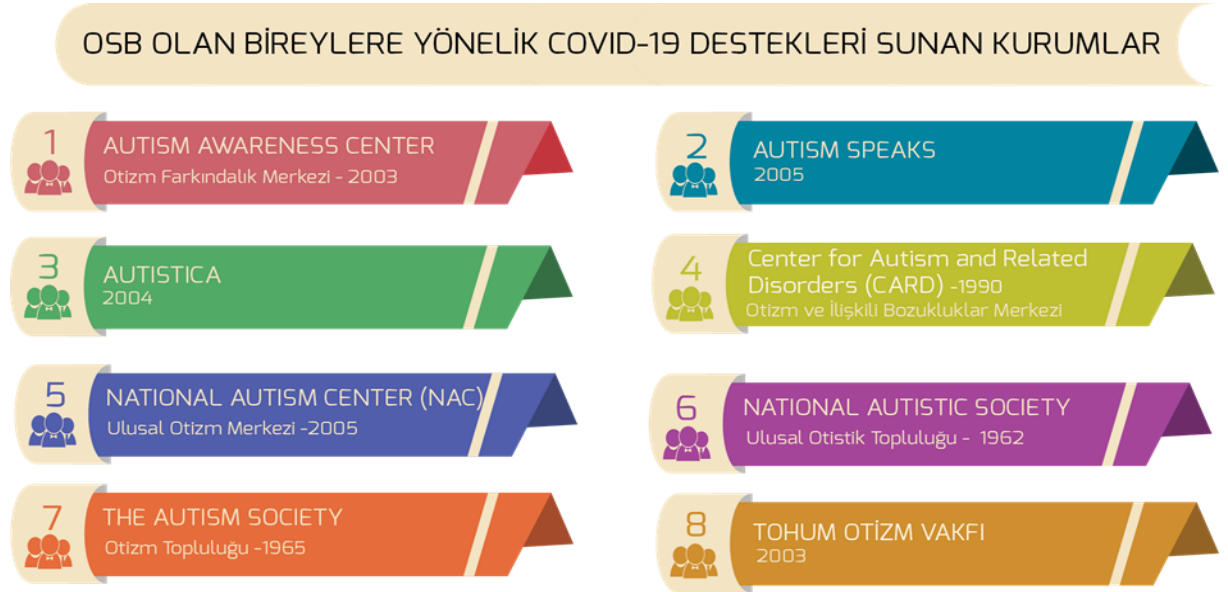 OSB OLAN BİREYLERE YÖNELİK COVID-19 DESTEKLERİ SUNAN KURUMLAR
1
AUTISM AWARENESS CENTER
Otizm Farkındalık Merkezi - 2003
2
AUTISM SPEAKS
2005
3
AUTISTICA
2004
4
Center for Autism and Related
Disorders (CARD) -1990
Otizm ve İlişkili Bozukluklar Merkezi
5
NATIONAL AUTISM CENTER (NAC)
Ulusal Otizm Merkezi -2005
6
NATIONAL AUTISTIC SOCIETY
Ulusal Otistik Topluluğu - 1962
7
THE AUTISM SOCIETY
Otizm Topluluğu -1965
8
TOHUM OTİZM VAKFI
2003